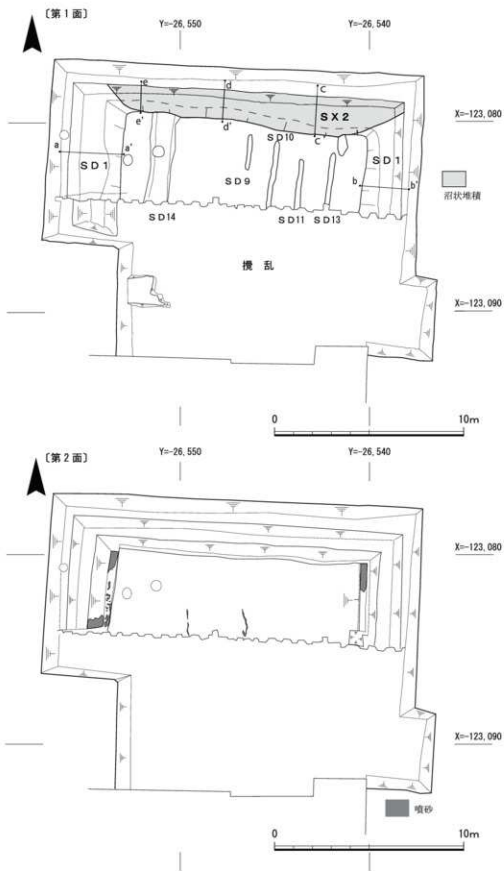 〔第1面〕
Y=-26,550
Y=-26,540
X=-123,080
e
d
c
e'
d'
c'
SX2
SD10
a
a'
SD1
SD9
b
b'
SD1
沼状堆積
SD14
SD11
SD13
攪乱
X=-123,090
0
10m
〔第2面〕
Y=-26,550
Y=-26,540
X=-123,080
X=-123,090
噴砂
0
10m